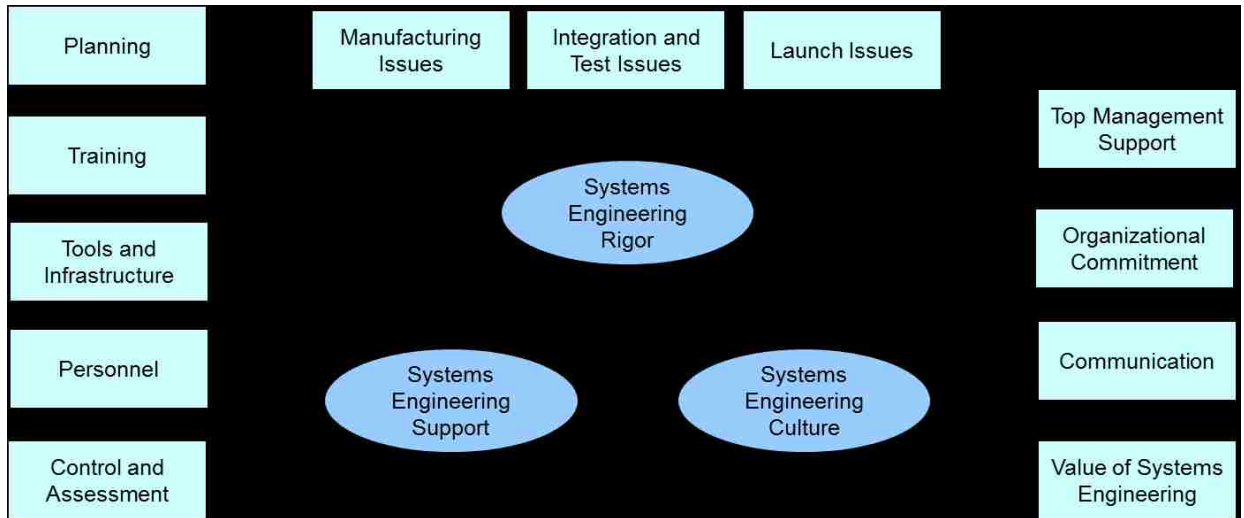 Planning
Training
Tools and
Infrastructure
Personnel
Control and
Assessment
Manufacturing
Issues
Integration and
Test Issues
Launch Issues
Systems
Engineering
Rigor
Systems
Engineering
Support
Systems
Engineering
Culture
Top Management
Support
Organizational
Commitment
Communication
Value of Systems
Engineering